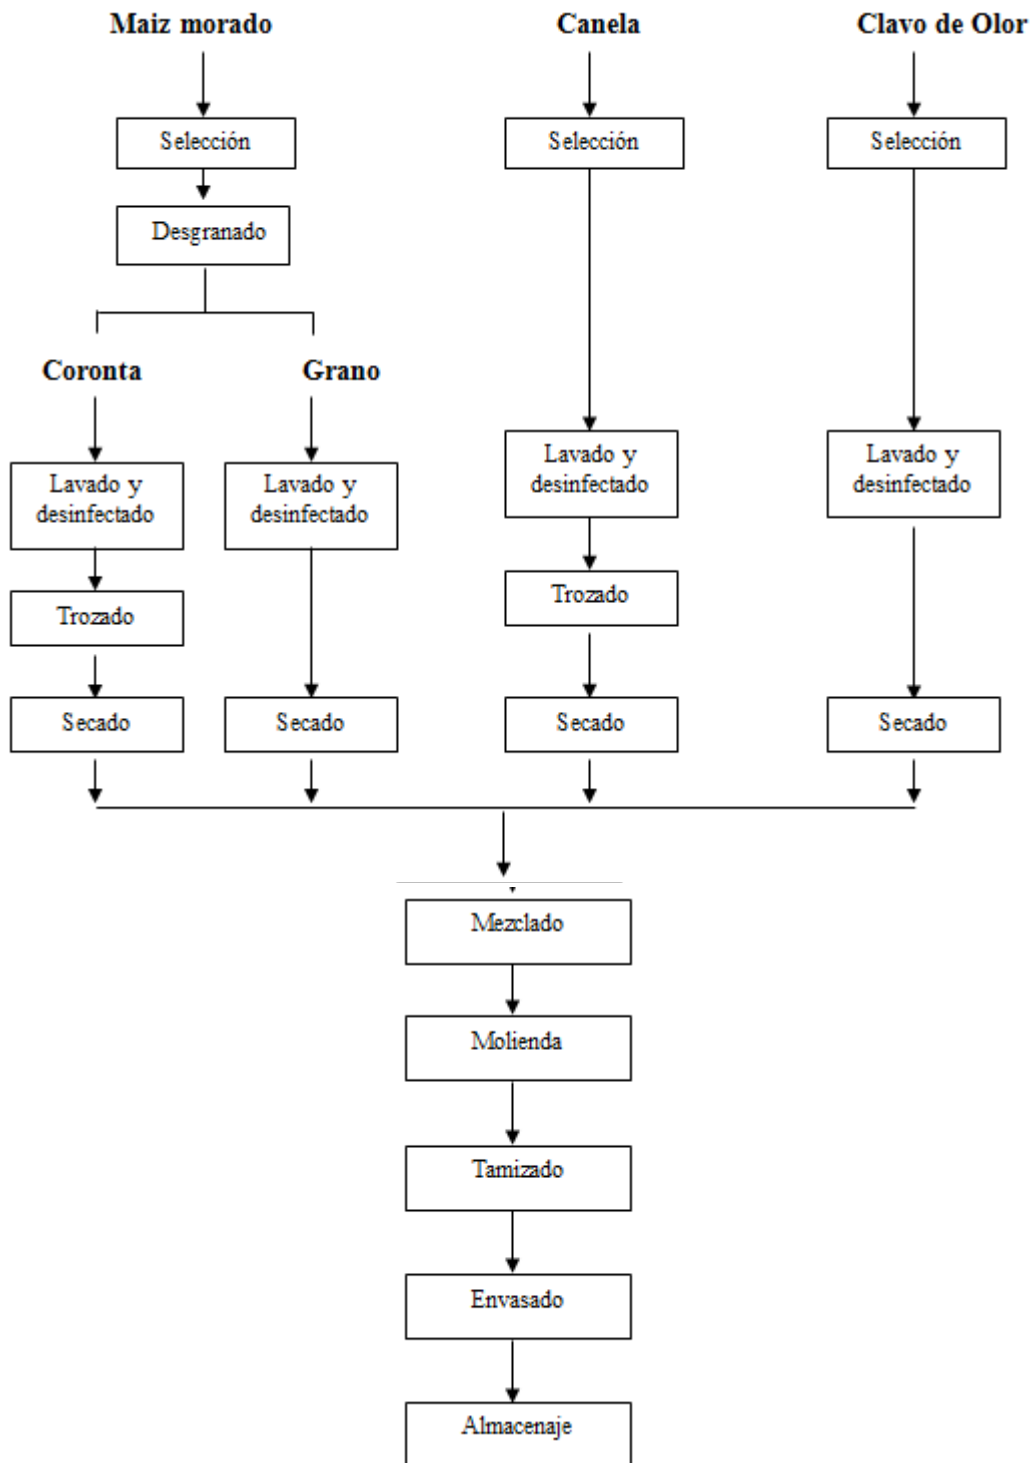 Maiz morado
Canela
Clavo de Olor
Selección
Selección
Selección
Desgranado
Coronta
Grano
Lavado y
desinfectado
Lavado y
desinfectado
Lavado y
desinfectado
Lavado y
desinfectado
Trozado
Trozado
Secado
Secado
Secado
Secado
Mezclado
Molienda
Tamizado
Envasado
Almacenaje